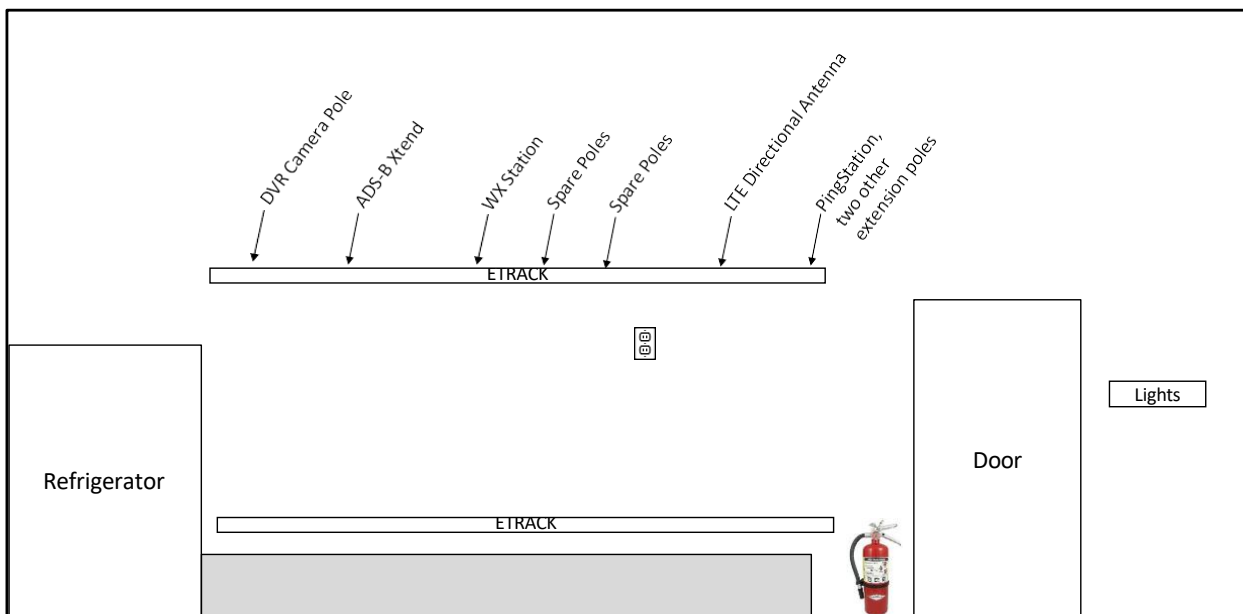 DVR Camera Pole
ADS-B Xtend
WX Station
Spare Poles
Spare Poles
LTE Directional Antenna
PingStation,
two other
extension poles
ETRACK
Lights
Door
Refrigerator
ETRACK